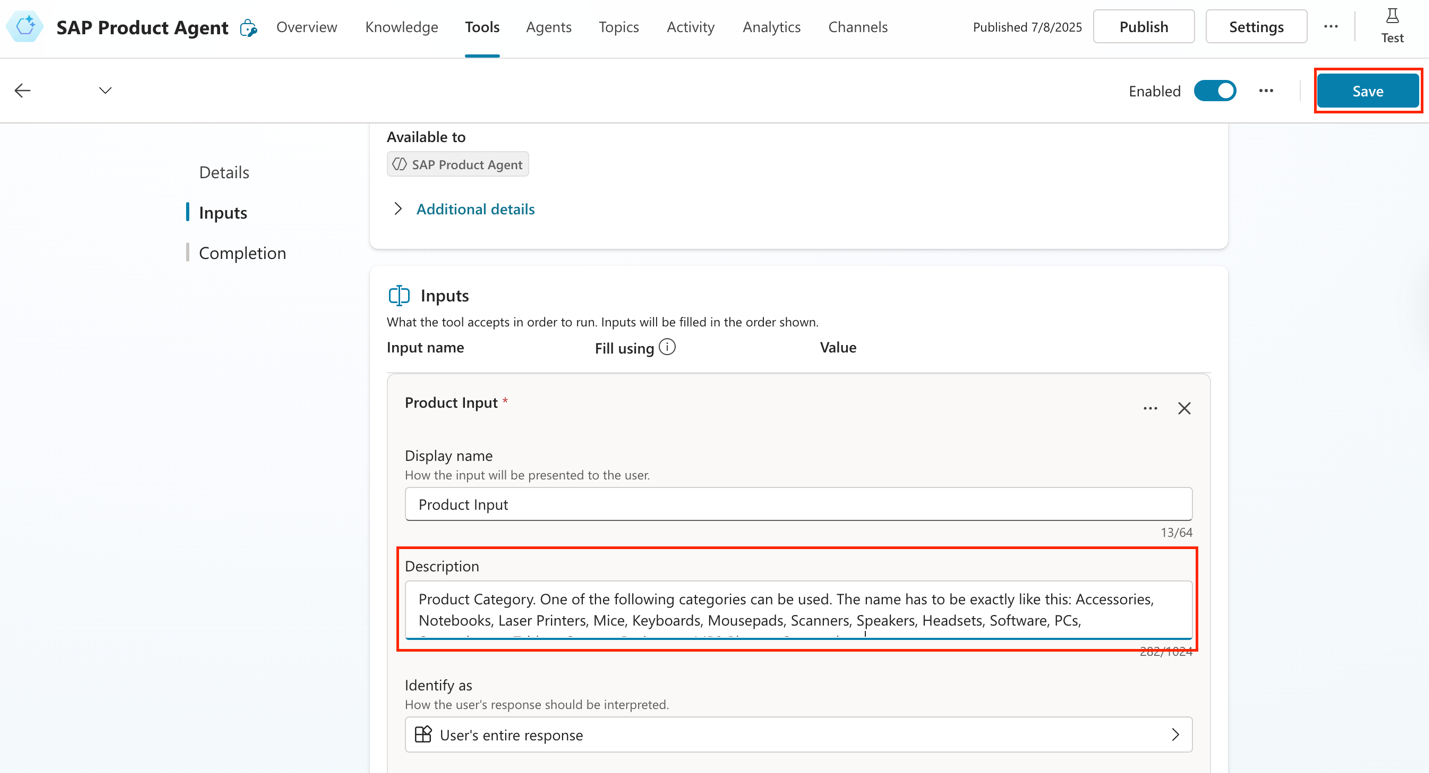 SAP Product Agent
Overview
Knowledge
Tools
Agents
Topics
Activity
Analytics
Channels
Published 7/8/2025
Publish
Settings
Test
Enabled
Save
Details
Inputs
Completion
Available to
SAP Product Agent
Additional details
Inputs
What the tool accepts in order to run. Inputs will be filled in the order shown.
Input name
Fill using
Value
Product Input *
Display name
How the input will be presented to the user.
Product Input
13/64
Description
Product Category. One of the following categories can be used. The name has to be exactly like this: Accessories,
Notebooks, Laser Printers, Mice, Keyboards, Mousepads, Scanners, Speakers, Headsets, Software, PCs,
282/1024
Identify as
How the user's response should be interpreted.
User's entire response